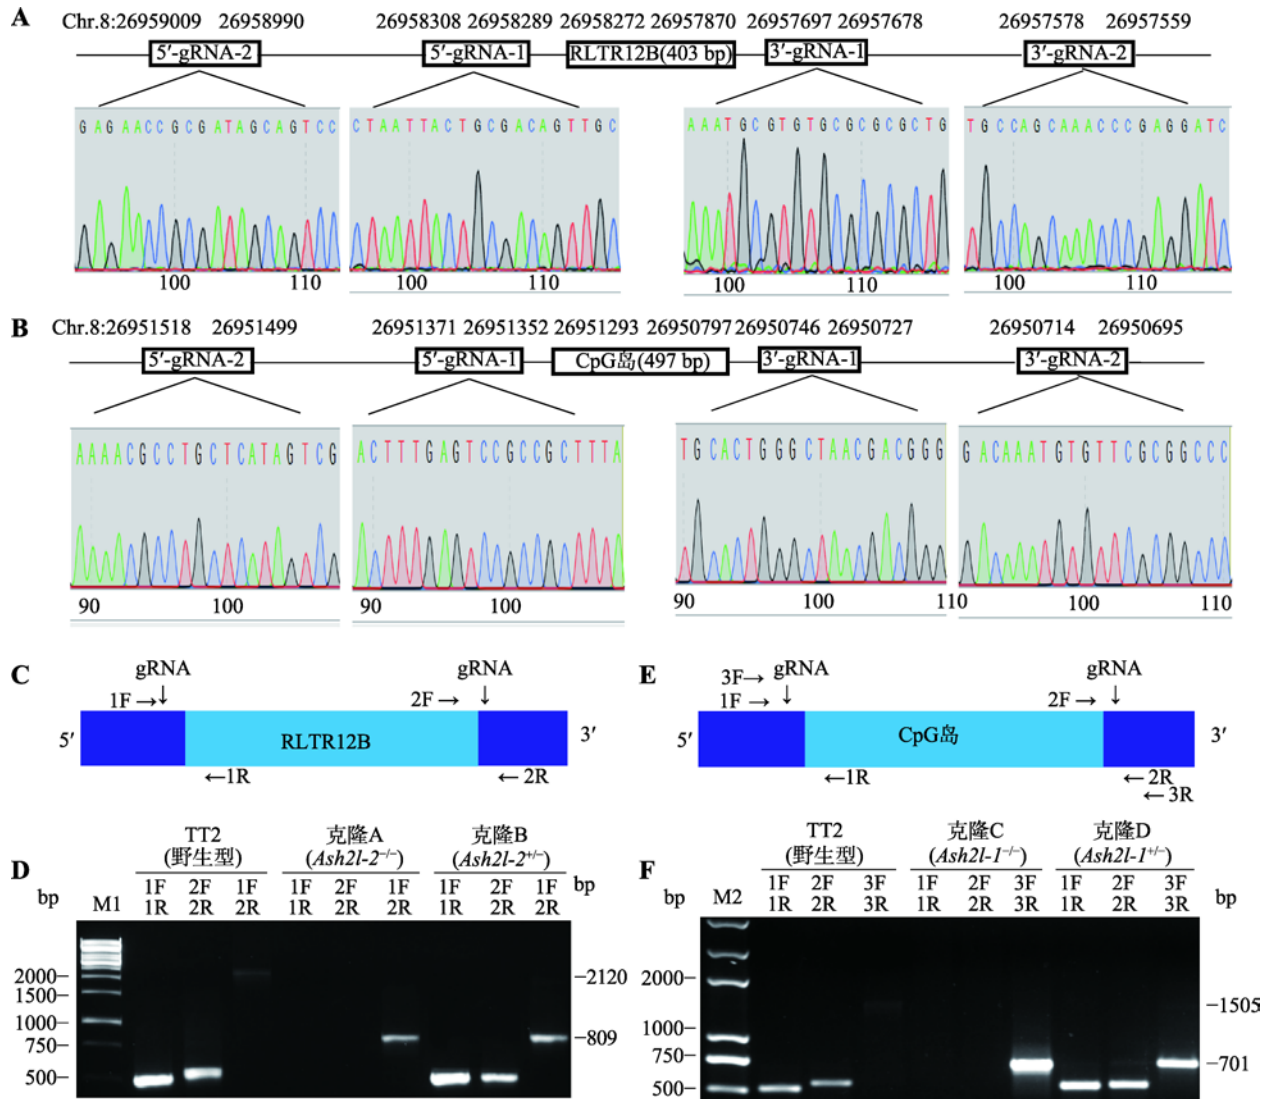 A
Chr.8:26959009 26958990 26958308 26958289 26958272 26957870 26957697 26957678 26957578 26957559
5′-gRNA-2 5′-gRNA-1 RLTR12B(403 bp) 3′-gRNA-1 3′-gRNA-2
GAGAACCGCGATAGCAGTCC CTAATTACTGCGACAGTTGC AAATGCGTGTGCGCGCGCTG TGCCAGCAAACCCGAGGATC
100 110 100 110 100 110 100 110
B
Chr.8:26951518 26951499 26951371 26951352 26951293 26950797 26950746 26950727 26950714 26950695
5′-gRNA-2 5′-gRNA-1 CpG岛(497 bp) 3′-gRNA-1 3′-gRNA-2
AAAACGCCTGCTCATAGTCG ACTTTGAGTCCGCCGCTTTA TGCACTGGGCTAACGACGGG GACAAATGTGTTCGCGGCCC
90 100 90 100 90 100 110 100 110
C
gRNA gRNA
1F→ ↓ 2F→ ↓
5′ RLTR12B 3′
←1R ←2R
E
3F→ gRNA gRNA
1F→ ↓ 2F→ ↓
5′ CpG岛 3′
←1R ←2R
←3R
D
TT2 克隆A 克隆B
(野生型) (Ash2l-2⁻/⁻) (Ash2l-2⁺/⁻)
bp M1 1F 2F 1F 1F 2F 1F 1F 2F 1F bp
1R 2R 2R 1R 2R 2R 1R 2R 2R
2000 −2120
1500
1000
750 −809
500
F
TT2 克隆C 克隆D
(野生型) (Ash2l-1⁻/⁻) (Ash2l-1⁺/⁻)
bp M2 1F 2F 3F 1F 2F 3F 1F 2F 3F bp
1R 2R 3R 1R 2R 3R 1R 2R 3R
2000
−1505
1000
750 −701
500